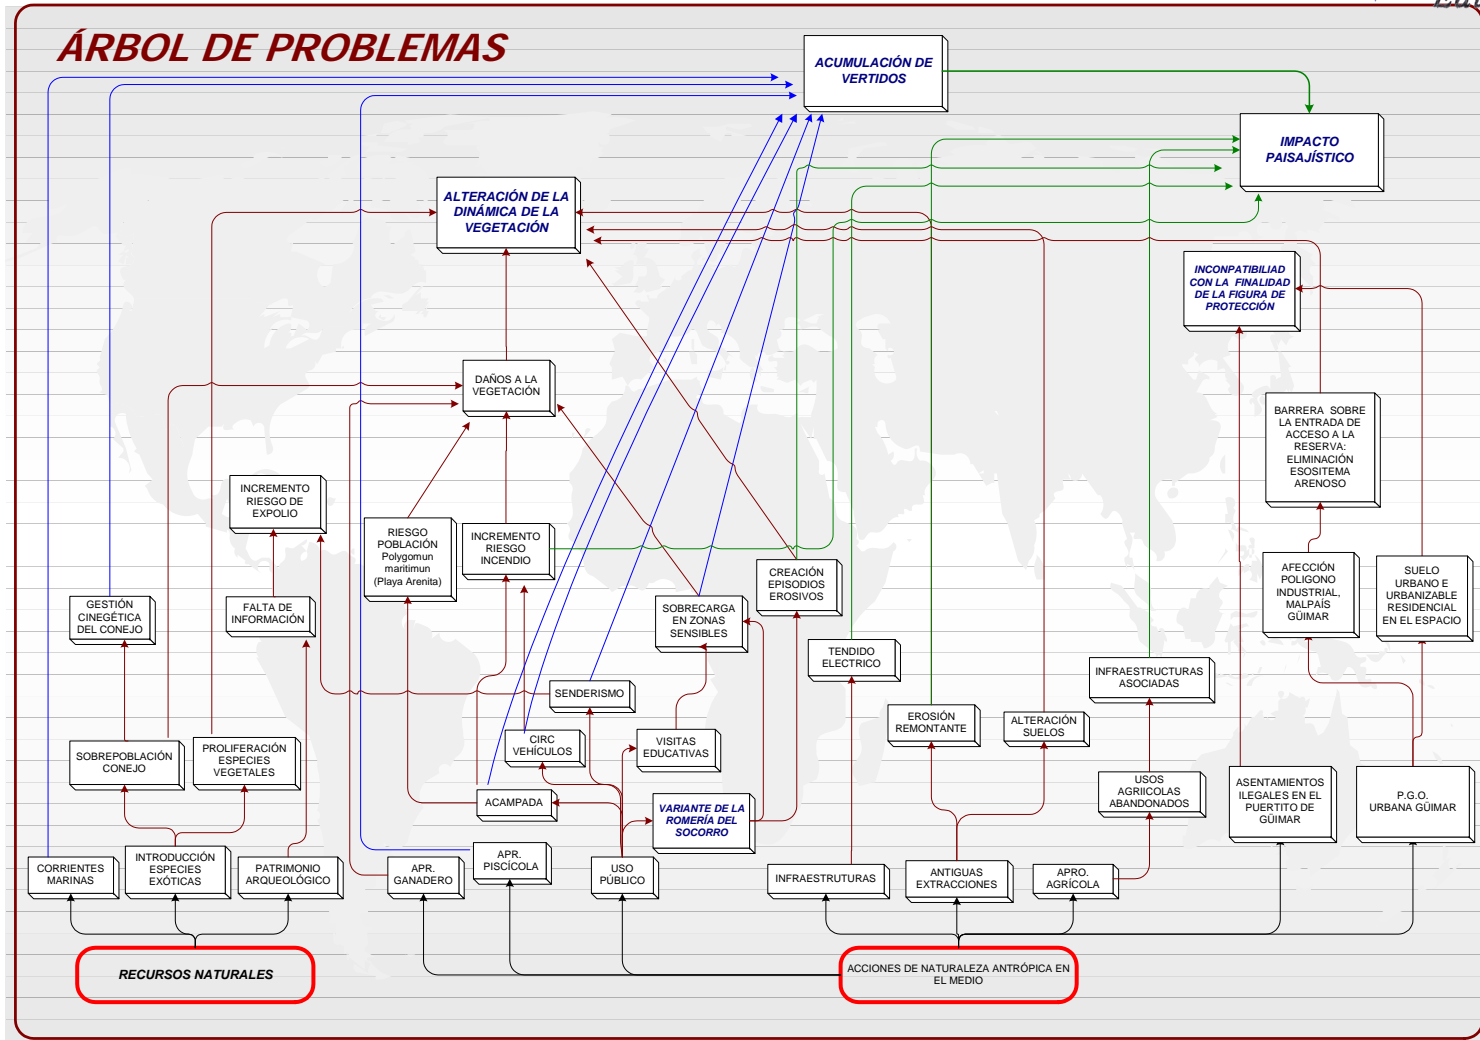 ÁRBOL DE PROBLEMAS
ACUMULACIÓN DE
VERTIDOS
IMPACTO
PAISAJÍSTICO
ALTERACIÓN DE LA
DINÁMICA DE LA
VEGETACIÓN
INCONPATIBILIAD
CON LA FINALIDAD
DE LA FIGURA DE
PROTECCIÓN
DAÑOS A LA
VEGETACIÓN
BARRERA SOBRE
LA ENTRADA DE
ACCESO A LA
RESERVA:
ELIMINACIÓN
ESOSITEMA
ARENOSO
INCREMENTO
RIESGO DE
EXPOLIO
RIESGO
POBLACIÓN
Polygomun
maritimun
(Playa Arenita)
INCREMENTO
RIESGO
INCENDIO
CREACIÓN
EPISODIOS
EROSIVOS
AFECCIÓN
POLIGONO
INDUSTRIAL,
MALPAÍS
GÜIMAR
SUELO
URBANO E
URBANIZABLE
RESIDENCIAL
EN EL ESPACIO
GESTIÓN
CINEGÉTICA
DEL CONEJO
FALTA DE
INFORMACIÓN
SOBRECARGA
EN ZONAS
SENSIBLES
TENDIDO
ELECTRICO
INFRAESTRUCTURAS
ASOCIADAS
SENDERISMO
EROSIÓN
REMONTANTE
ALTERACIÓN
SUELOS
SOBREPOBLACIÓN
CONEJO
PROLIFERACIÓN
ESPECIES
VEGETALES
CIRC
VEHÍCULOS
VISITAS
EDUCATIVAS
USOS
AGRIICOLAS
ABANDONADOS
ASENTAMIENTOS
ILEGALES EN EL
PUERTITO DE
GÜIMAR
P.G.O.
URBANA GÜIMAR
ACAMPADA
VARIANTE DE LA
ROMERÍA DEL
SOCORRO
CORRIENTES
MARINAS
INTRODUCCIÓN
ESPECIES
EXÓTICAS
PATRIMONIO
ARQUEOLÓGICO
APR.
GANADERO
APR.
PISCÍCOLA
USO
PÚBLICO
INFRAESTRUTURAS
ANTIGUAS
EXTRACCIONES
APRO.
AGRÍCOLA
RECURSOS NATURALES
ACCIONES DE NATURALEZA ANTRÓPICA EN
EL MEDIO